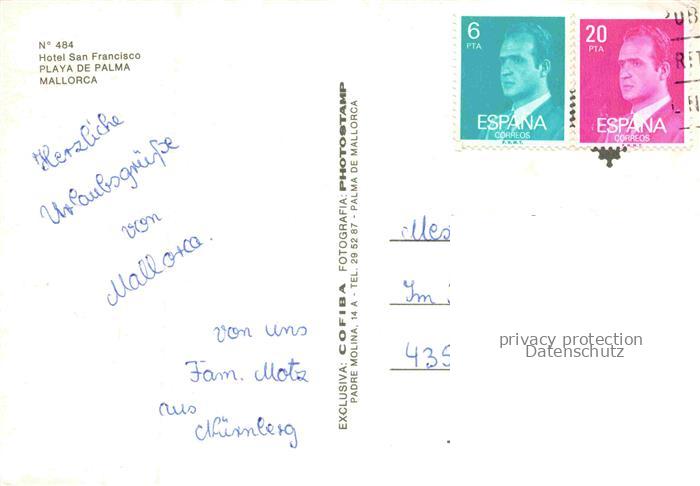 N° 484
Hotel San Francisco
PLAYA DE PALMA
MALLORCA
Herzliche
Urlaubsgrüße
von
Mallorca.
von uns
Fam. Motz
aus
Nürnberg
EXCLUSIVA: COFIBA FOTOGRAFIA: PHOTOSTAMP
PADRE MOLINA, 14 A - TEL. 29 52 87 - PALMA DE MALLORCA
6
PTA
ESPAÑA
CORREOS
F.N.M.T.
20
PTA
ESPAÑA
CORREOS
F.N.M.T.
Im
435
privacy protection
Datenschutz